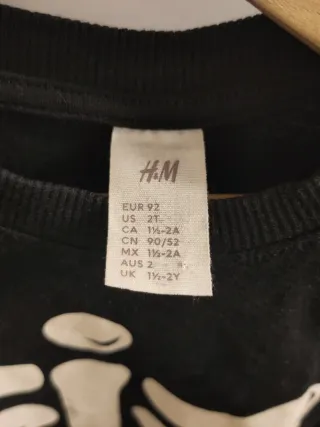 H&M
EUR 92
US 2T
CA 1½-2A
CN 90/52
MX 1½-2A
AUS 2
UK 1½-2Y